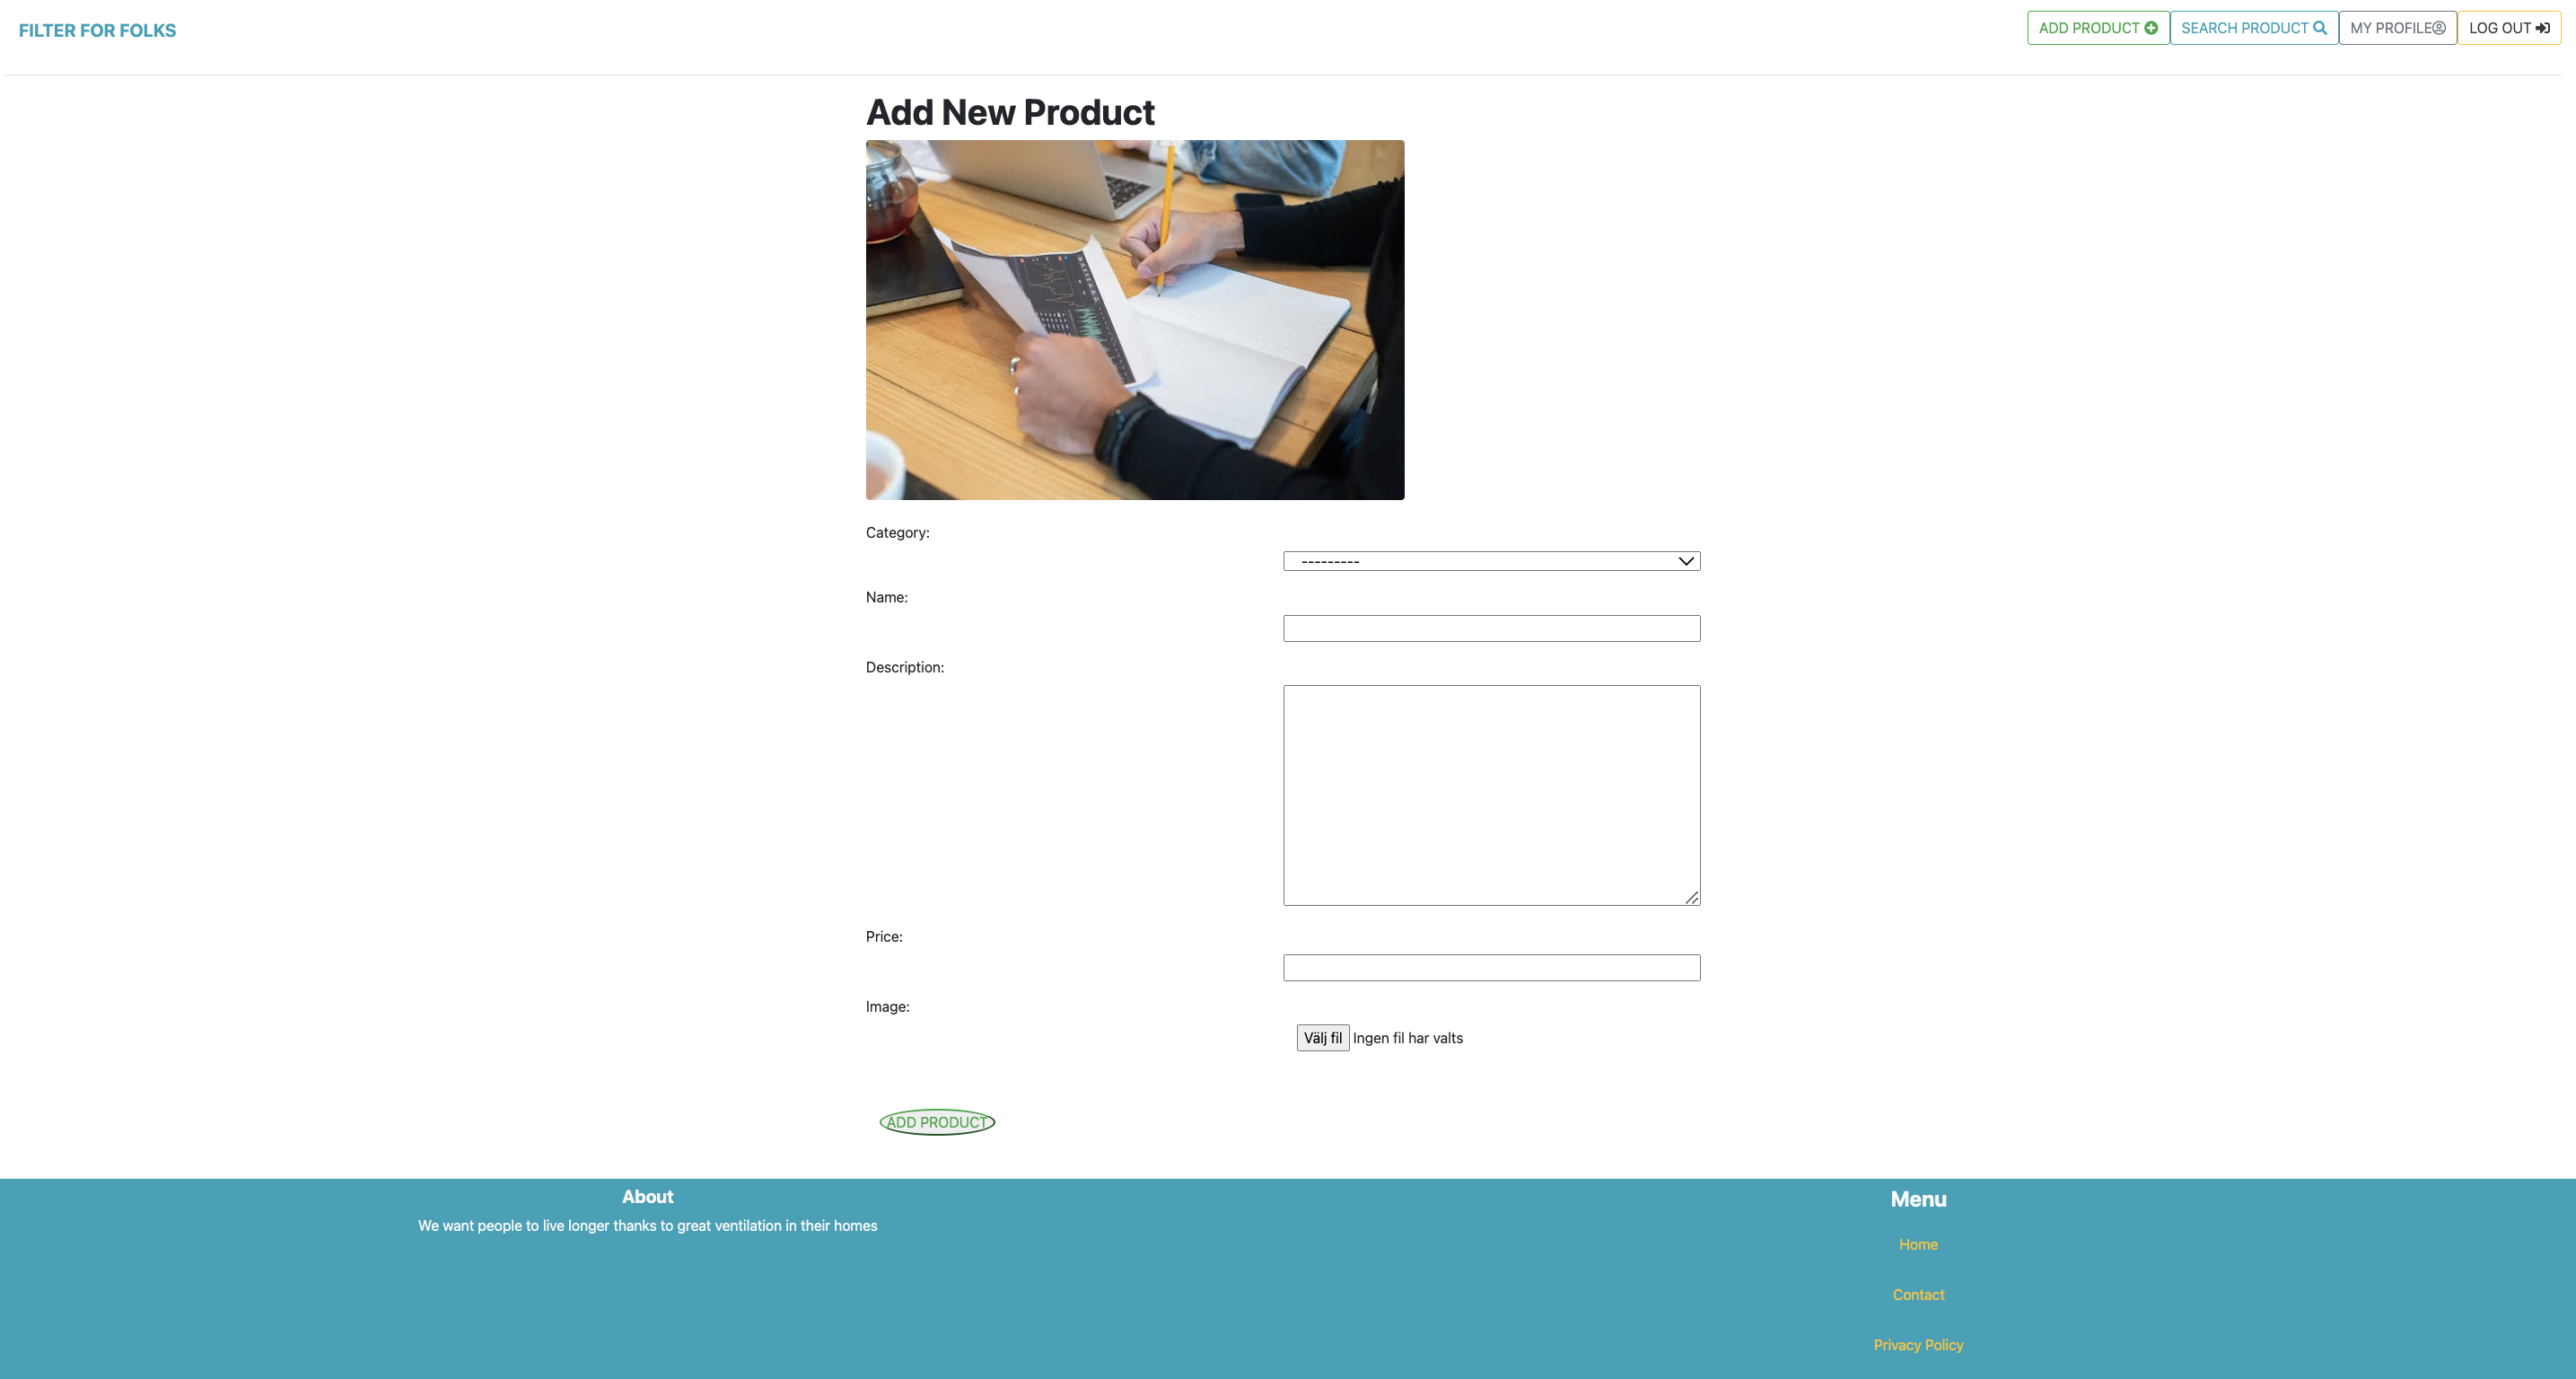 FILTER FOR FOLKS
ADD PRODUCT
SEARCH PRODUCT
MY PROFILE
LOG OUT
Add New Product
Category:
---------
Name:
Description:
Price:
Image:
Välj fil Ingen fil har valts
ADD PRODUCT
About
We want people to live longer thanks to great ventilation in their homes
Menu
Home
Contact
Privacy Policy